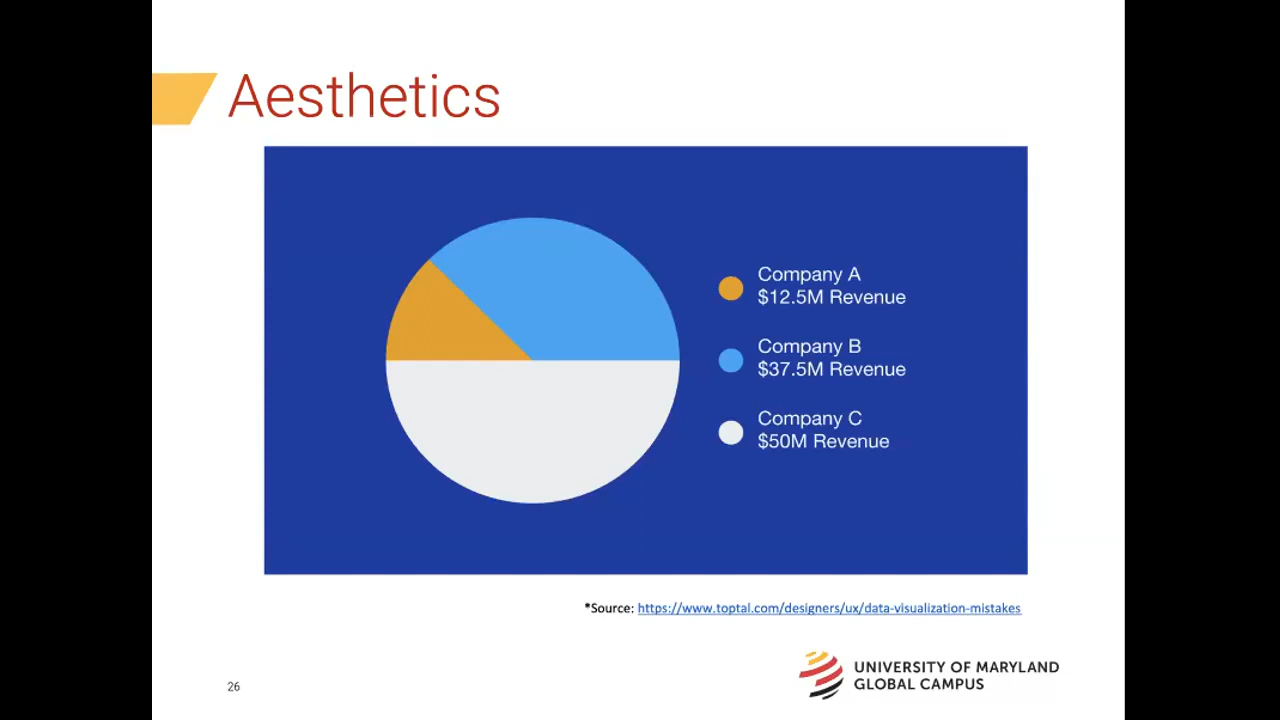 Aesthetics
Company A
$12.5M Revenue
Company B
$37.5M Revenue
Company C
$50M Revenue
*Source: https://www.toptal.com/designers/ux/data-visualization-mistakes
UNIVERSITY OF MARYLAND
GLOBAL CAMPUS
26